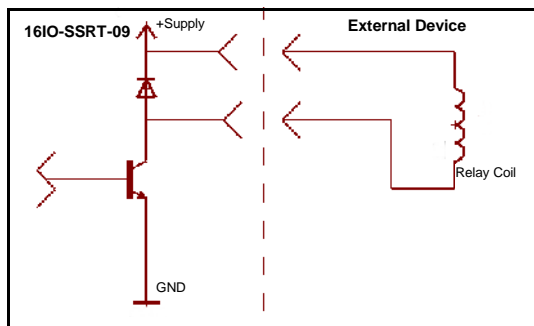 16IO-SSRT-09
+Supply
External Device
Relay Coil
GND